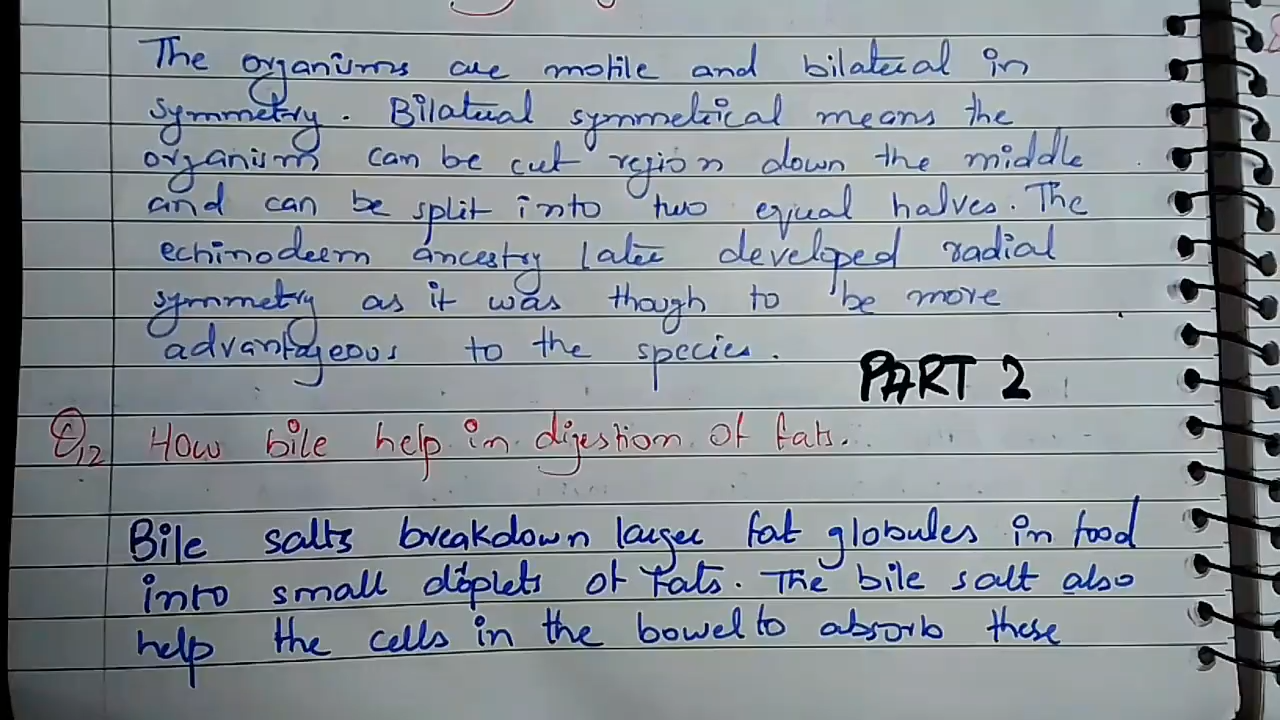 The organisms are motile and bilateral in
symmetry. Bilateral symmetrical means the
organism can be cut region down the middle
and can be split into two equal halves. The
echinoderm ancestry later developed radial
symmetry as it was though to be more
advantageous to the species.
PART 2
Q12 How bile help in digestion of fats.
Bile salts breakdown larger fat globules in food
into small doplets of fats. The bile salt also
help the cells in the bowel to absorb these